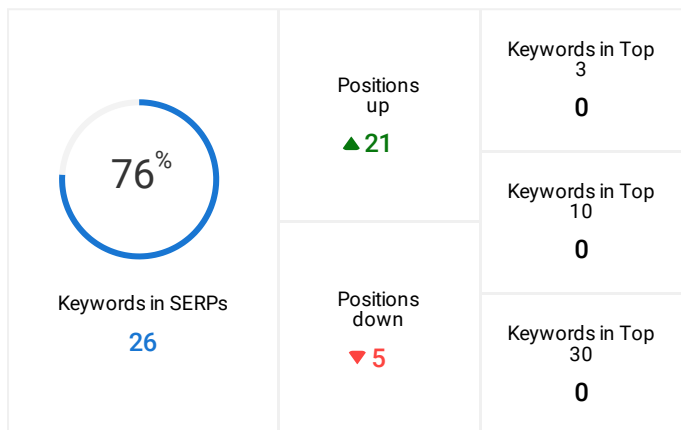 76%
Keywords in SERPs
26
Positions
up
▲ 21
Positions
down
▼ 5
Keywords in Top
3
0
Keywords in Top
10
0
Keywords in Top
30
0